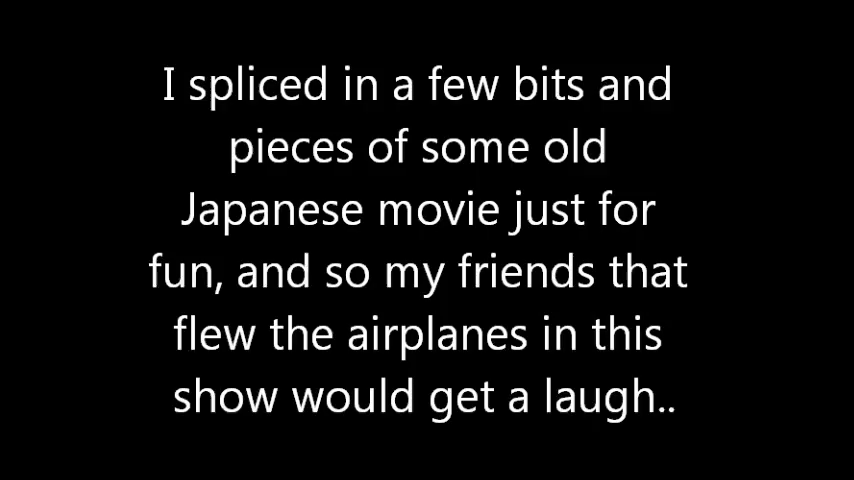 I spliced in a few bits and
pieces of some old
Japanese movie just for
fun, and so my friends that
flew the airplanes in this
show would get a laugh..